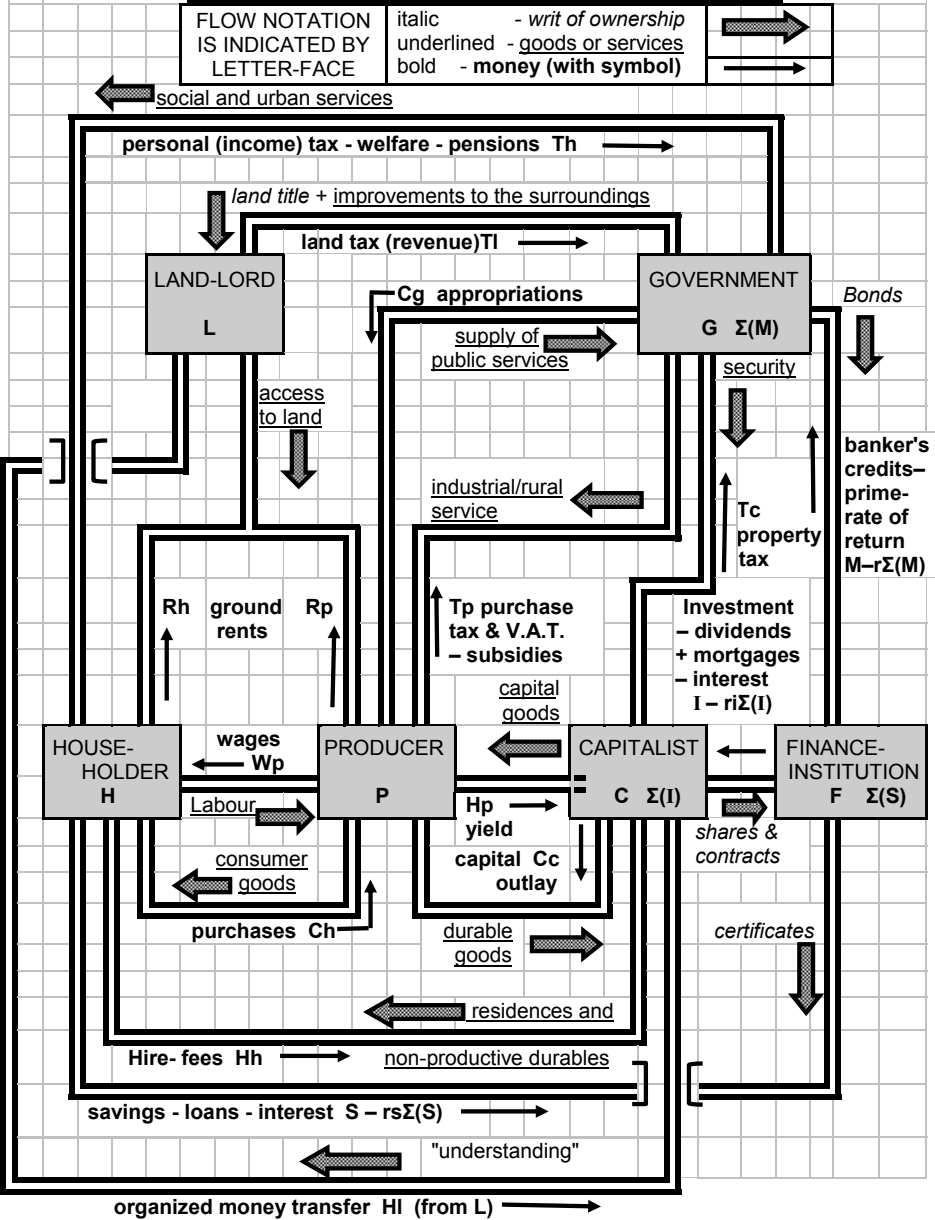 FLOW NOTATION
IS INDICATED BY
LETTER-FACE
italic - writ of ownership
underlined - goods or services
bold - money (with symbol)
social and urban services
personal (income) tax - welfare - pensions Th
land title + improvements to the surroundings
land tax (revenue)Tl
LAND-LORD
L
GOVERNMENT
G Σ(M)
Cg appropriations
Bonds
supply of
public services
security
access
to land
banker's
credits–
prime-
rate of
return
M–rΣ(M)
industrial/rural
service
Tc
property
tax
Rh ground Rp
rents
Tp purchase
tax & V.A.T.
– subsidies
Investment
– dividends
+ mortgages
– interest
I – riΣ(I)
capital
goods
HOUSE-
HOLDER
H
wages
Wp
PRODUCER
P
CAPITALIST
C Σ(I)
FINANCE-
INSTITUTION
F Σ(S)
Labour
Hp
yield
shares &
contracts
capital Cc
outlay
consumer
goods
purchases Ch
durable
goods
certificates
residences and
Hire- fees Hh
non-productive durables
savings - loans - interest S – rsΣ(S)
"understanding"
organized money transfer Hl (from L)